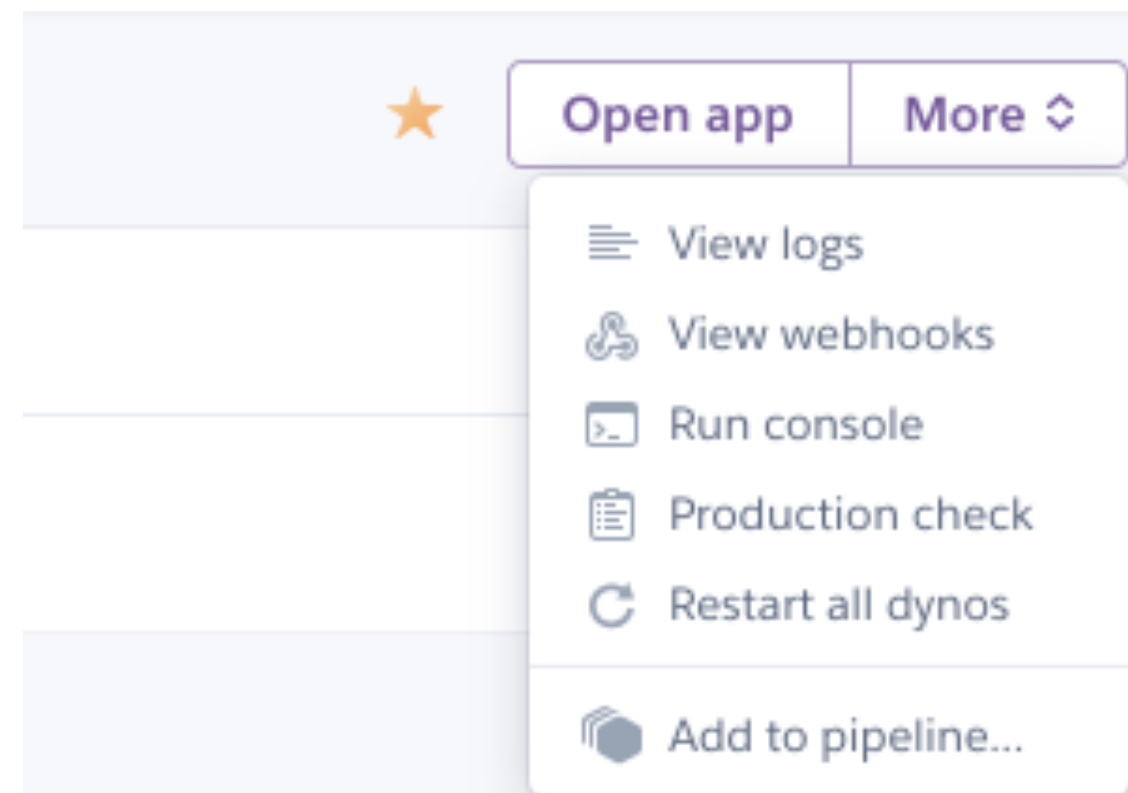 Open app
More
View logs
View webhooks
Run console
Production check
Restart all dynos
Add to pipeline...